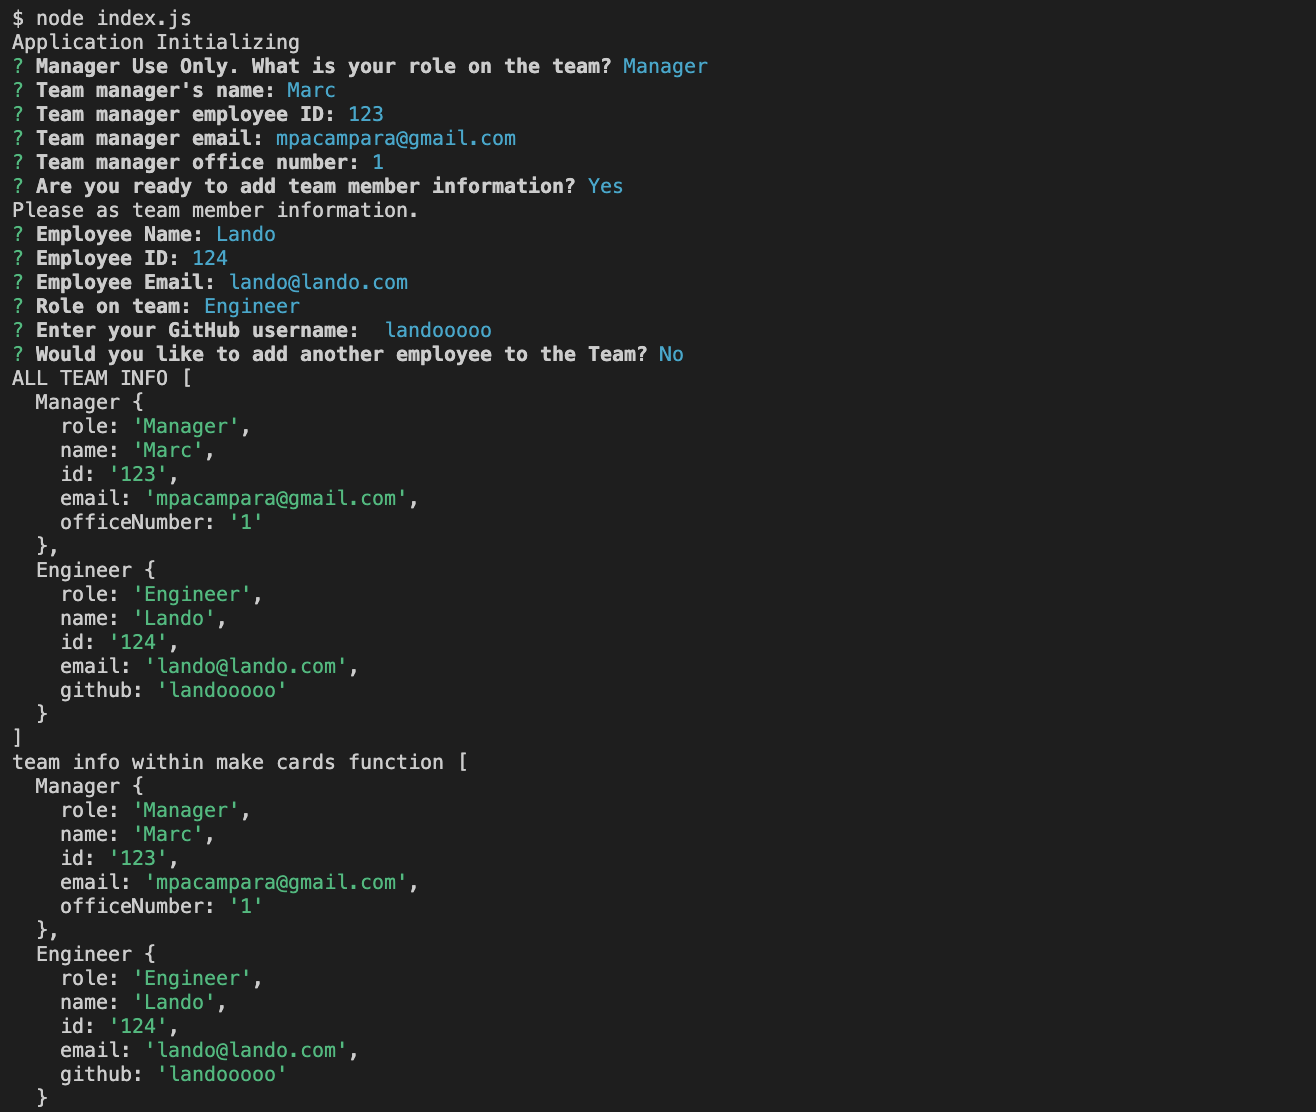 $ node index.js
Application Initializing
? Manager Use Only. What is your role on the team? Manager
? Team manager's name: Marc
? Team manager employee ID: 123
? Team manager email: mpacampara@gmail.com
? Team manager office number: 1
? Are you ready to add team member information? Yes
Please as team member information.
? Employee Name: Lando
? Employee ID: 124
? Employee Email: lando@lando.com
? Role on team: Engineer
? Enter your GitHub username:  landooooo
? Would you like to add another employee to the Team? No
ALL TEAM INFO [
  Manager {
    role: 'Manager',
    name: 'Marc',
    id: '123',
    email: 'mpacampara@gmail.com',
    officeNumber: '1'
  },
  Engineer {
    role: 'Engineer',
    name: 'Lando',
    id: '124',
    email: 'lando@lando.com',
    github: 'landooooo'
  }
]
team info within make cards function [
  Manager {
    role: 'Manager',
    name: 'Marc',
    id: '123',
    email: 'mpacampara@gmail.com',
    officeNumber: '1'
  },
  Engineer {
    role: 'Engineer',
    name: 'Lando',
    id: '124',
    email: 'lando@lando.com',
    github: 'landooooo'
  }